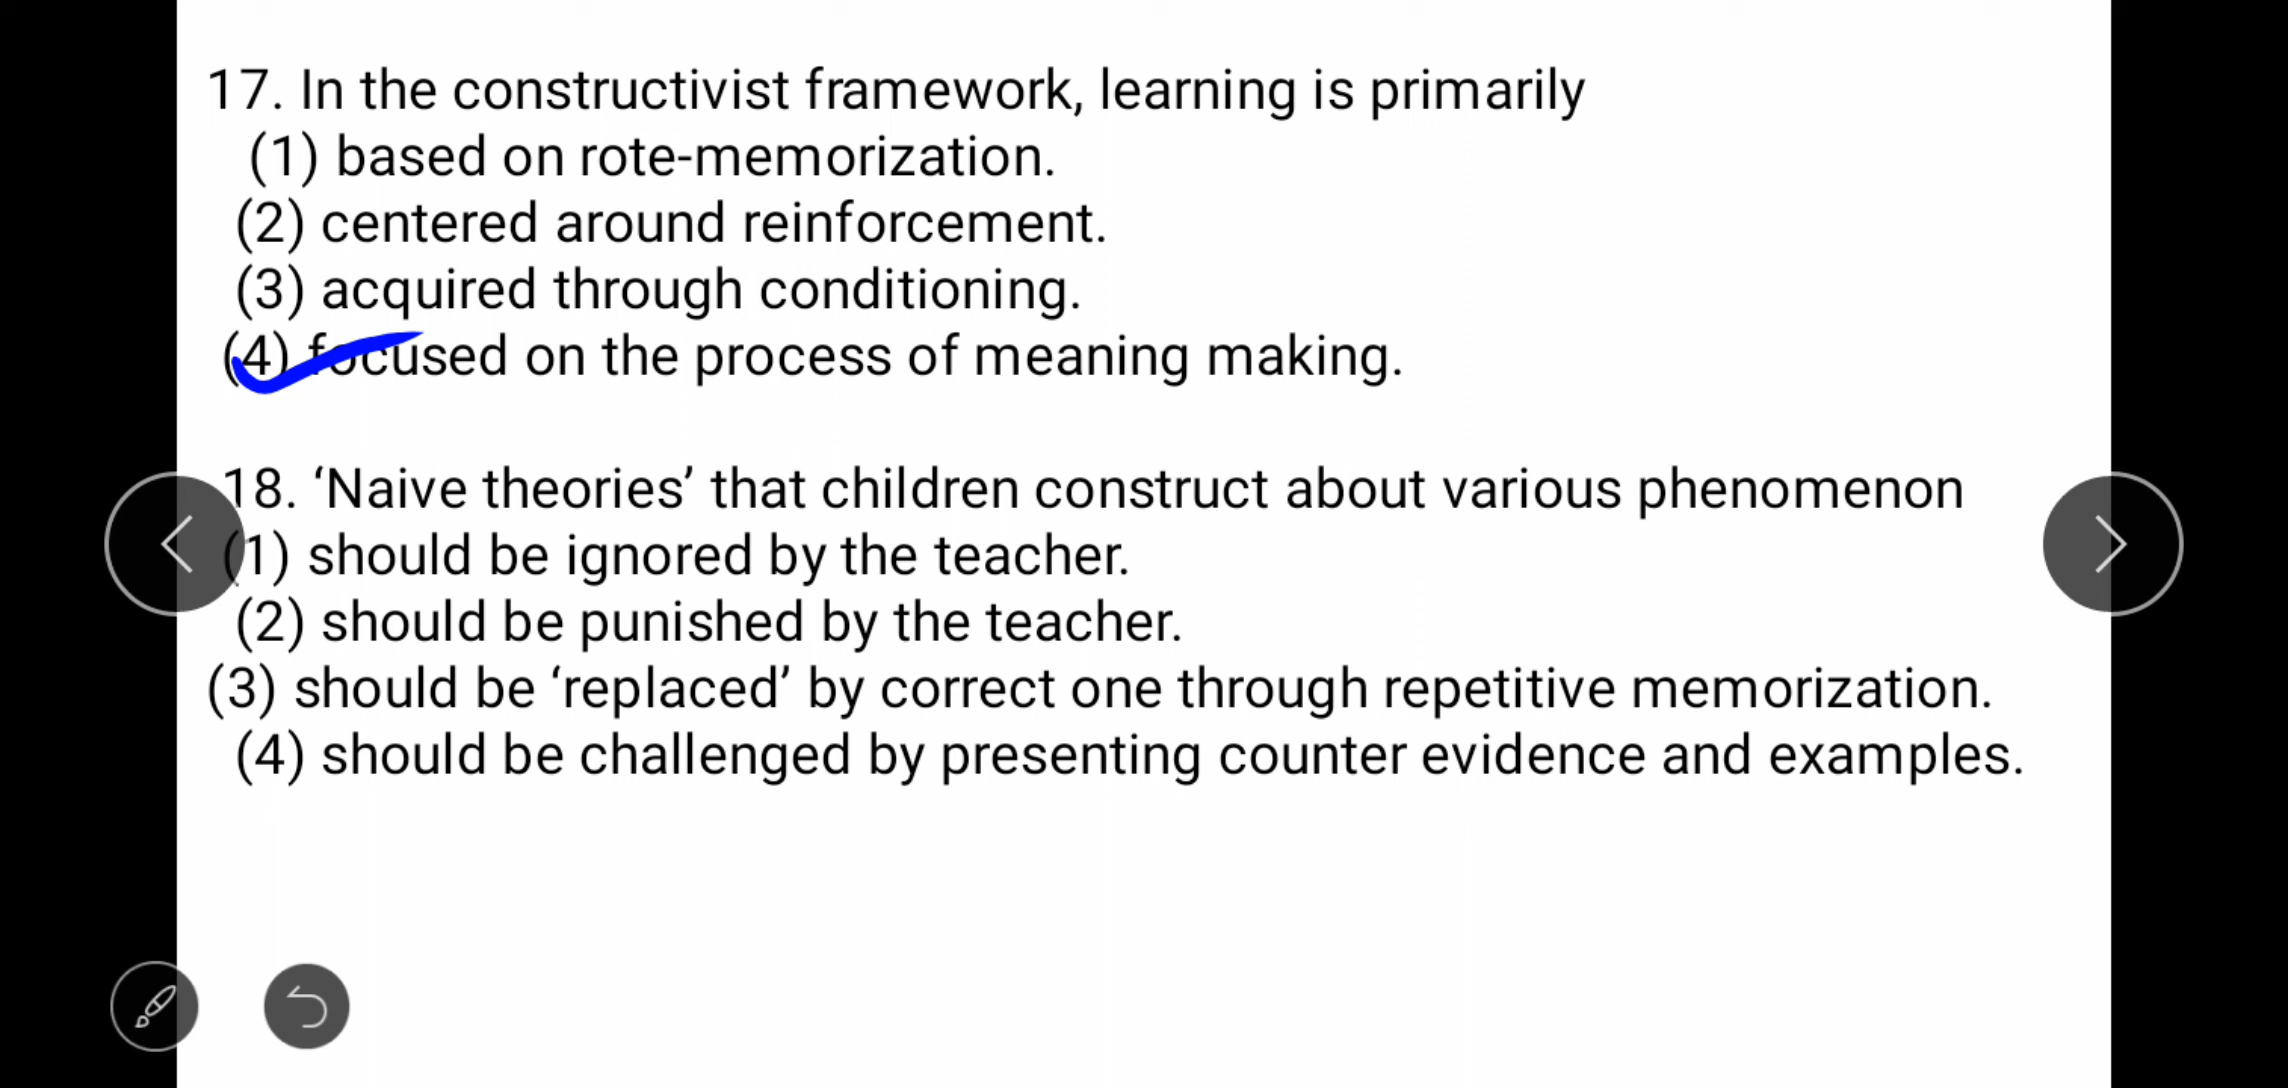 17. In the constructivist framework, learning is primarily
(1) based on rote-memorization.
(2) centered around reinforcement.
(3) acquired through conditioning.
(4) focused on the process of meaning making.
18. ‘Naive theories’ that children construct about various phenomenon
(1) should be ignored by the teacher.
(2) should be punished by the teacher.
(3) should be ‘replaced’ by correct one through repetitive memorization.
(4) should be challenged by presenting counter evidence and examples.